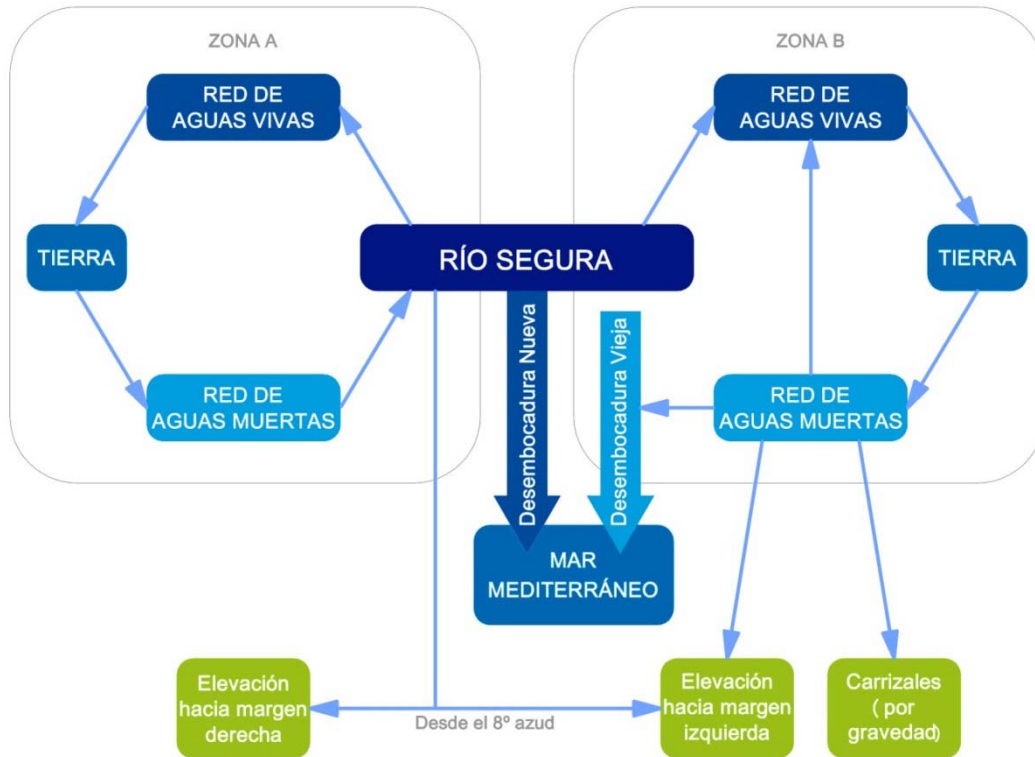 ZONA A
ZONA B
RED DE
AGUAS VIVAS
RED DE
AGUAS VIVAS
TIERRA
RÍO SEGURA
TIERRA
Desembocadura Nueva
Desembocadura Vieja
RED DE
AGUAS MUERTAS
RED DE
AGUAS MUERTAS
MAR
MEDITERRÁNEO
Elevación
hacia margen
derecha
Desde el 8º azud
Elevación
hacia margen
izquierda
Carrizales
( por
gravedad)